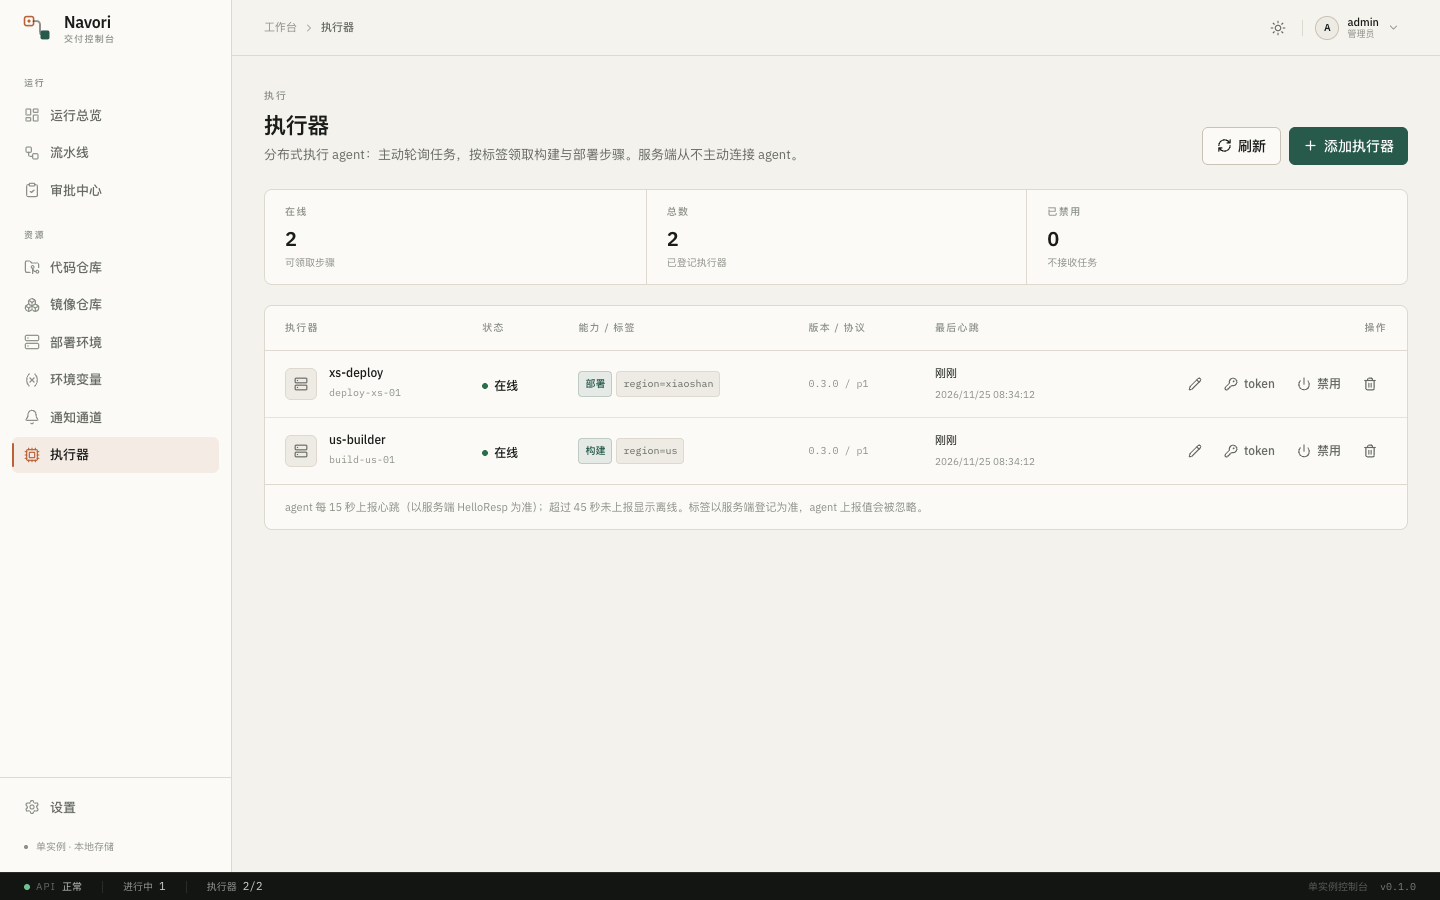 Navori
交付控制台
运行
运行总览
流水线
审批中心
资源
代码仓库
镜像仓库
部署环境
环境变量
通知通道
执行器
设置
单实例 · 本地存储
工作台 > 执行器
A
admin
管理员
执行
执行器
分布式执行 agent：主动轮询任务，按标签领取构建与部署步骤。服务端从不主动连接 agent。
刷新
添加执行器
在线
2
可领取步骤
总数
2
已登记执行器
已禁用
0
不接收任务
执行器 状态 能力 / 标签 版本 / 协议 最后心跳 操作
xs-deploy
deploy-xs-01
在线
部署 region=xiaoshan
0.3.0 / p1
刚刚
2026/11/25 08:34:12
token 禁用
us-builder
build-us-01
在线
构建 region=us
0.3.0 / p1
刚刚
2026/11/25 08:34:12
token 禁用
agent 每 15 秒上报心跳（以服务端 HelloResp 为准）；超过 45 秒未上报显示离线。标签以服务端登记为准，agent 上报值会被忽略。
API 正常 进行中 1 执行器 2/2 单实例控制台 v0.1.0